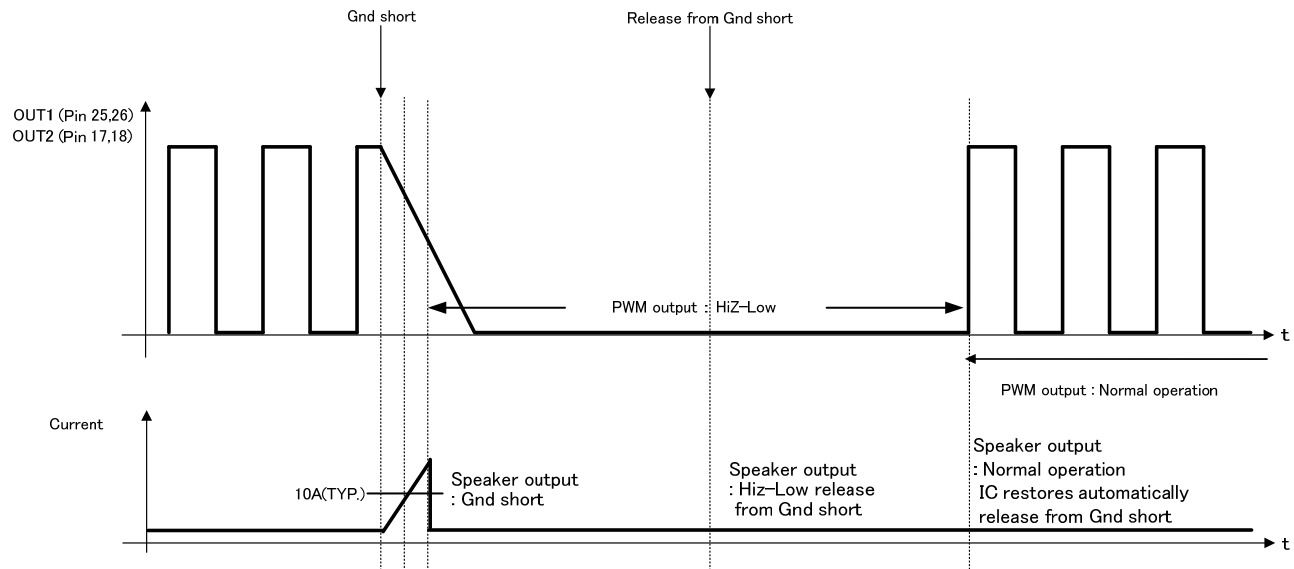 Gnd short
Release from Gnd short
OUT1 (Pin 25,26)
OUT2 (Pin 17,18)
PWM output : HiZ-Low
t
PWM output : Normal operation
Current
10A(TYP.)
Speaker output
: Gnd short
Speaker output
: Hiz-Low release
from Gnd short
Speaker output
: Normal operation
IC restores automatically
release from Gnd short
t